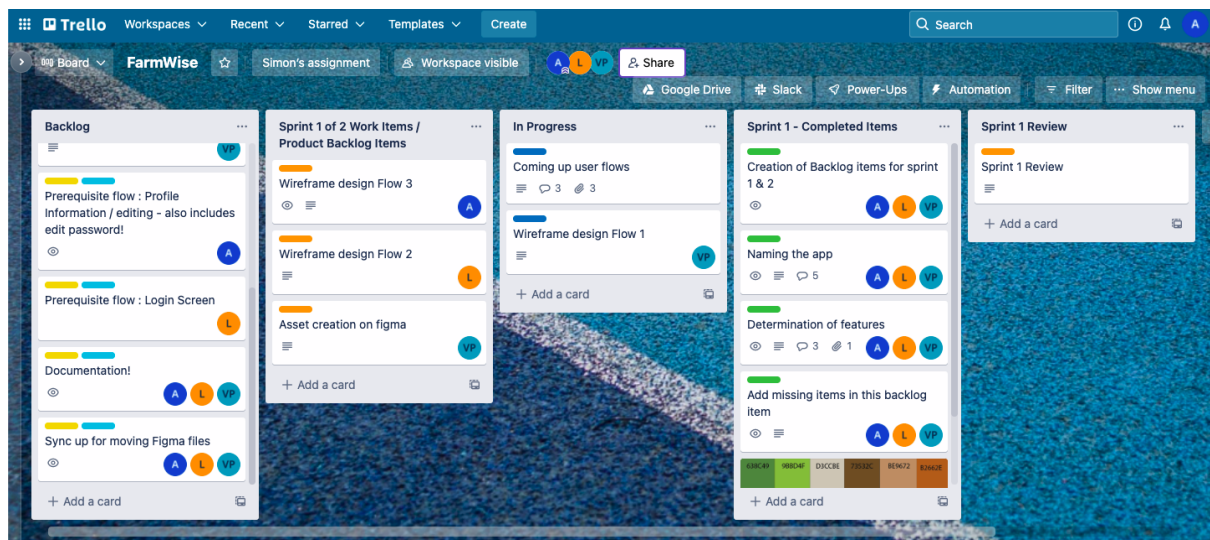 Trello
Workspaces
Recent
Starred
Templates
Create
Search
A
Board
FarmWise
Simon's assignment
Workspace visible
A
L
VP
Share
Google Drive
Slack
Power-Ups
Automation
Filter
Show menu
Backlog
VP
Prerequisite flow : Profile
Information / editing - also includes
edit password!
A
Prerequisite flow : Login Screen
L
Documentation!
A L VP
Sync up for moving Figma files
A L VP
+ Add a card
Sprint 1 of 2 Work Items /
Product Backlog Items
Wireframe design Flow 3
A
Wireframe design Flow 2
L
Asset creation on figma
VP
+ Add a card
In Progress
Coming up user flows
3 3
Wireframe design Flow 1
VP
+ Add a card
Sprint 1 - Completed Items
Creation of Backlog items for sprint
1 & 2
A L VP
Naming the app
5 A L VP
Determination of features
3 1 A L VP
Add missing items in this backlog
item
A L VP
D3CCBE
+ Add a card
Sprint 1 Review
Sprint 1 Review
+ Add a card